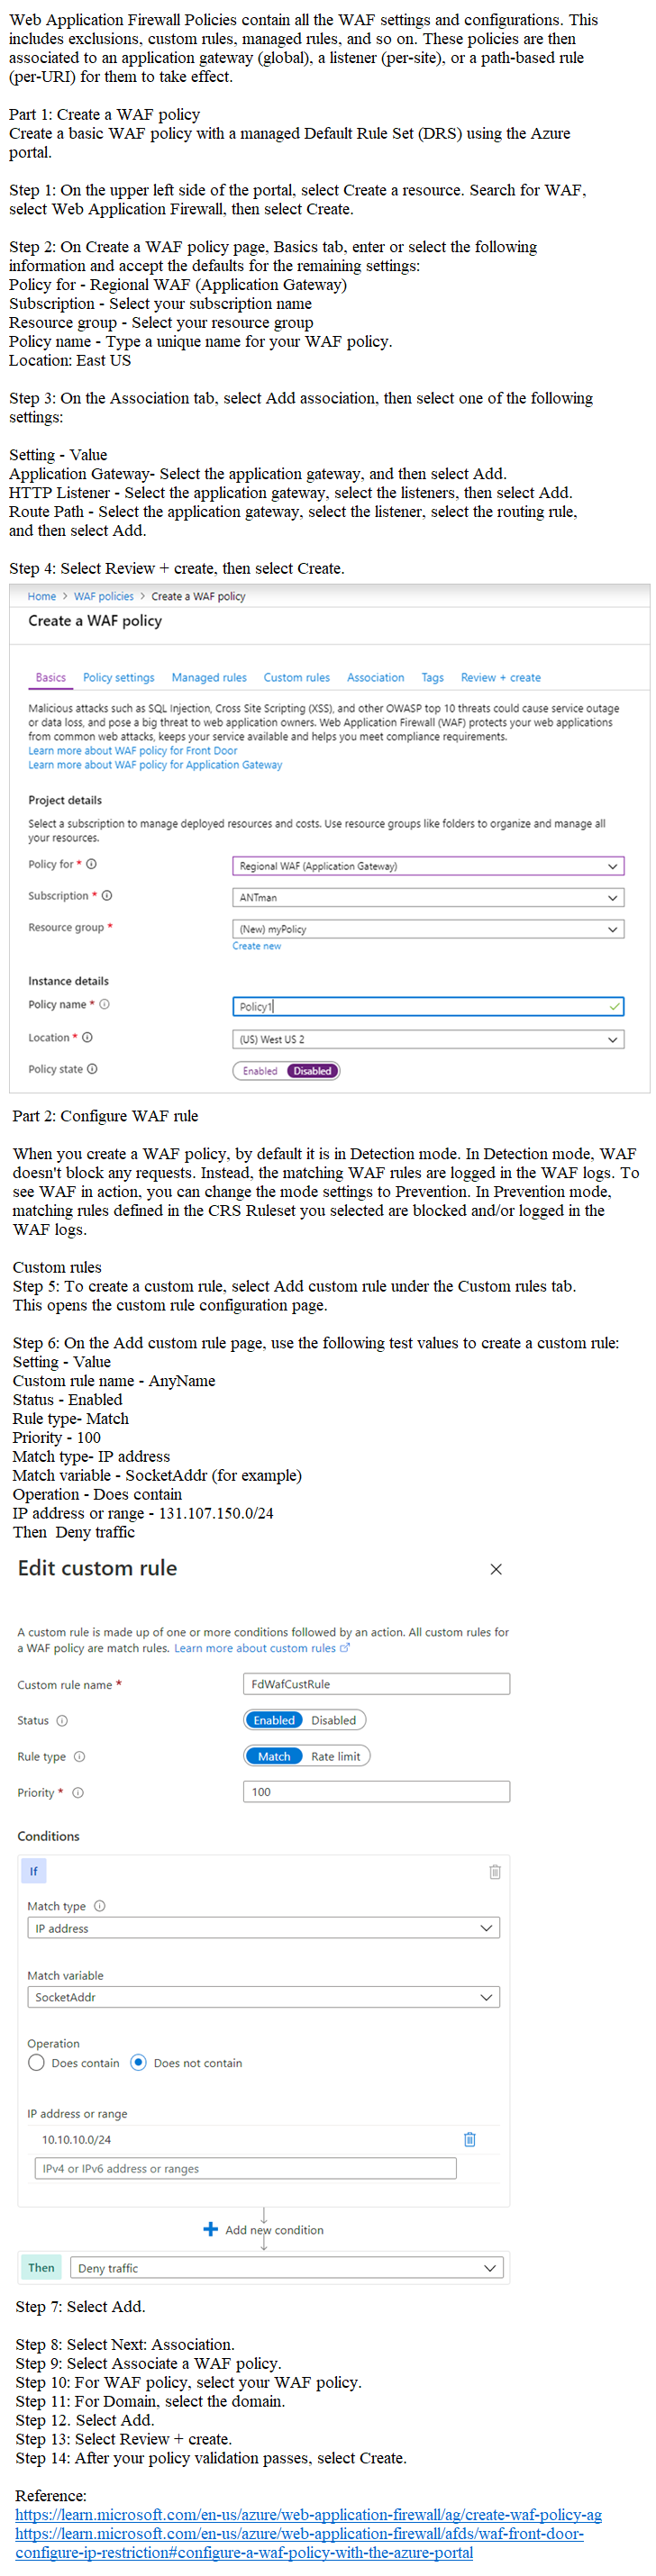 Web Application Firewall Policies contain all the WAF settings and configurations. This
includes exclusions, custom rules, managed rules, and so on. These policies are then
associated to an application gateway (global), a listener (per-site), or a path-based rule
(per-URI) for them to take effect.
Part 1: Create a WAF policy
Create a basic WAF policy with a managed Default Rule Set (DRS) using the Azure
portal.
Step 1: On the upper left side of the portal, select Create a resource. Search for WAF,
select Web Application Firewall, then select Create.
Step 2: On Create a WAF policy page, Basics tab, enter or select the following
information and accept the defaults for the remaining settings:
Policy for - Regional WAF (Application Gateway)
Subscription - Select your subscription name
Resource group - Select your resource group
Policy name - Type a unique name for your WAF policy.
Location: East US
Step 3: On the Association tab, select Add association, then select one of the following
settings:
Setting - Value
Application Gateway- Select the application gateway, and then select Add.
HTTP Listener - Select the application gateway, select the listeners, then select Add.
Route Path - Select the application gateway, select the listener, select the routing rule,
and then select Add.
Step 4: Select Review + create, then select Create.
Home > WAF policies > Create a WAF policy
Create a WAF policy
Basics Policy settings Managed rules Custom rules Association Tags Review + create
Malicious attacks such as SQL Injection, Cross Site Scripting (XSS), and other OWASP top 10 threats could cause service outage
or data loss, and pose a big threat to web application owners. Web Application Firewall (WAF) protects your web applications
from common web attacks, keeps your service available and helps you meet compliance requirements.
Learn more about WAF policy for Front Door
Learn more about WAF policy for Application Gateway
Project details
Select a subscription to manage deployed resources and costs. Use resource groups like folders to organize and manage all
your resources.
Policy for * Regional WAF (Application Gateway)
Subscription * ANTman
Resource group * (New) myPolicy
Create new
Instance details
Policy name * Policy1
Location * (US) West US 2
Policy state Enabled Disabled
Part 2: Configure WAF rule
When you create a WAF policy, by default it is in Detection mode. In Detection mode, WAF
doesn't block any requests. Instead, the matching WAF rules are logged in the WAF logs. To
see WAF in action, you can change the mode settings to Prevention. In Prevention mode,
matching rules defined in the CRS Ruleset you selected are blocked and/or logged in the
WAF logs.
Custom rules
Step 5: To create a custom rule, select Add custom rule under the Custom rules tab.
This opens the custom rule configuration page.
Step 6: On the Add custom rule page, use the following test values to create a custom rule:
Setting - Value
Custom rule name - AnyName
Status - Enabled
Rule type- Match
Priority - 100
Match type- IP address
Match variable - SocketAddr (for example)
Operation - Does contain
IP address or range - 131.107.150.0/24
Then Deny traffic
Edit custom rule
A custom rule is made up of one or more conditions followed by an action. All custom rules for
a WAF policy are match rules. Learn more about custom rules
Custom rule name * FdWafCustRule
Status Enabled Disabled
Rule type Match Rate limit
Priority * 100
Conditions
If
Match type
IP address
Match variable
SocketAddr
Operation
Does contain Does not contain
IP address or range
10.10.10.0/24
IPv4 or IPv6 address or ranges
Add new condition
Then Deny traffic
Step 7: Select Add.
Step 8: Select Next: Association.
Step 9: Select Associate a WAF policy.
Step 10: For WAF policy, select your WAF policy.
Step 11: For Domain, select the domain.
Step 12. Select Add.
Step 13: Select Review + create.
Step 14: After your policy validation passes, select Create.
Reference:
https://learn.microsoft.com/en-us/azure/web-application-firewall/ag/create-waf-policy-ag
https://learn.microsoft.com/en-us/azure/web-application-firewall/afds/waf-front-door-
configure-ip-restriction#configure-a-waf-policy-with-the-azure-portal